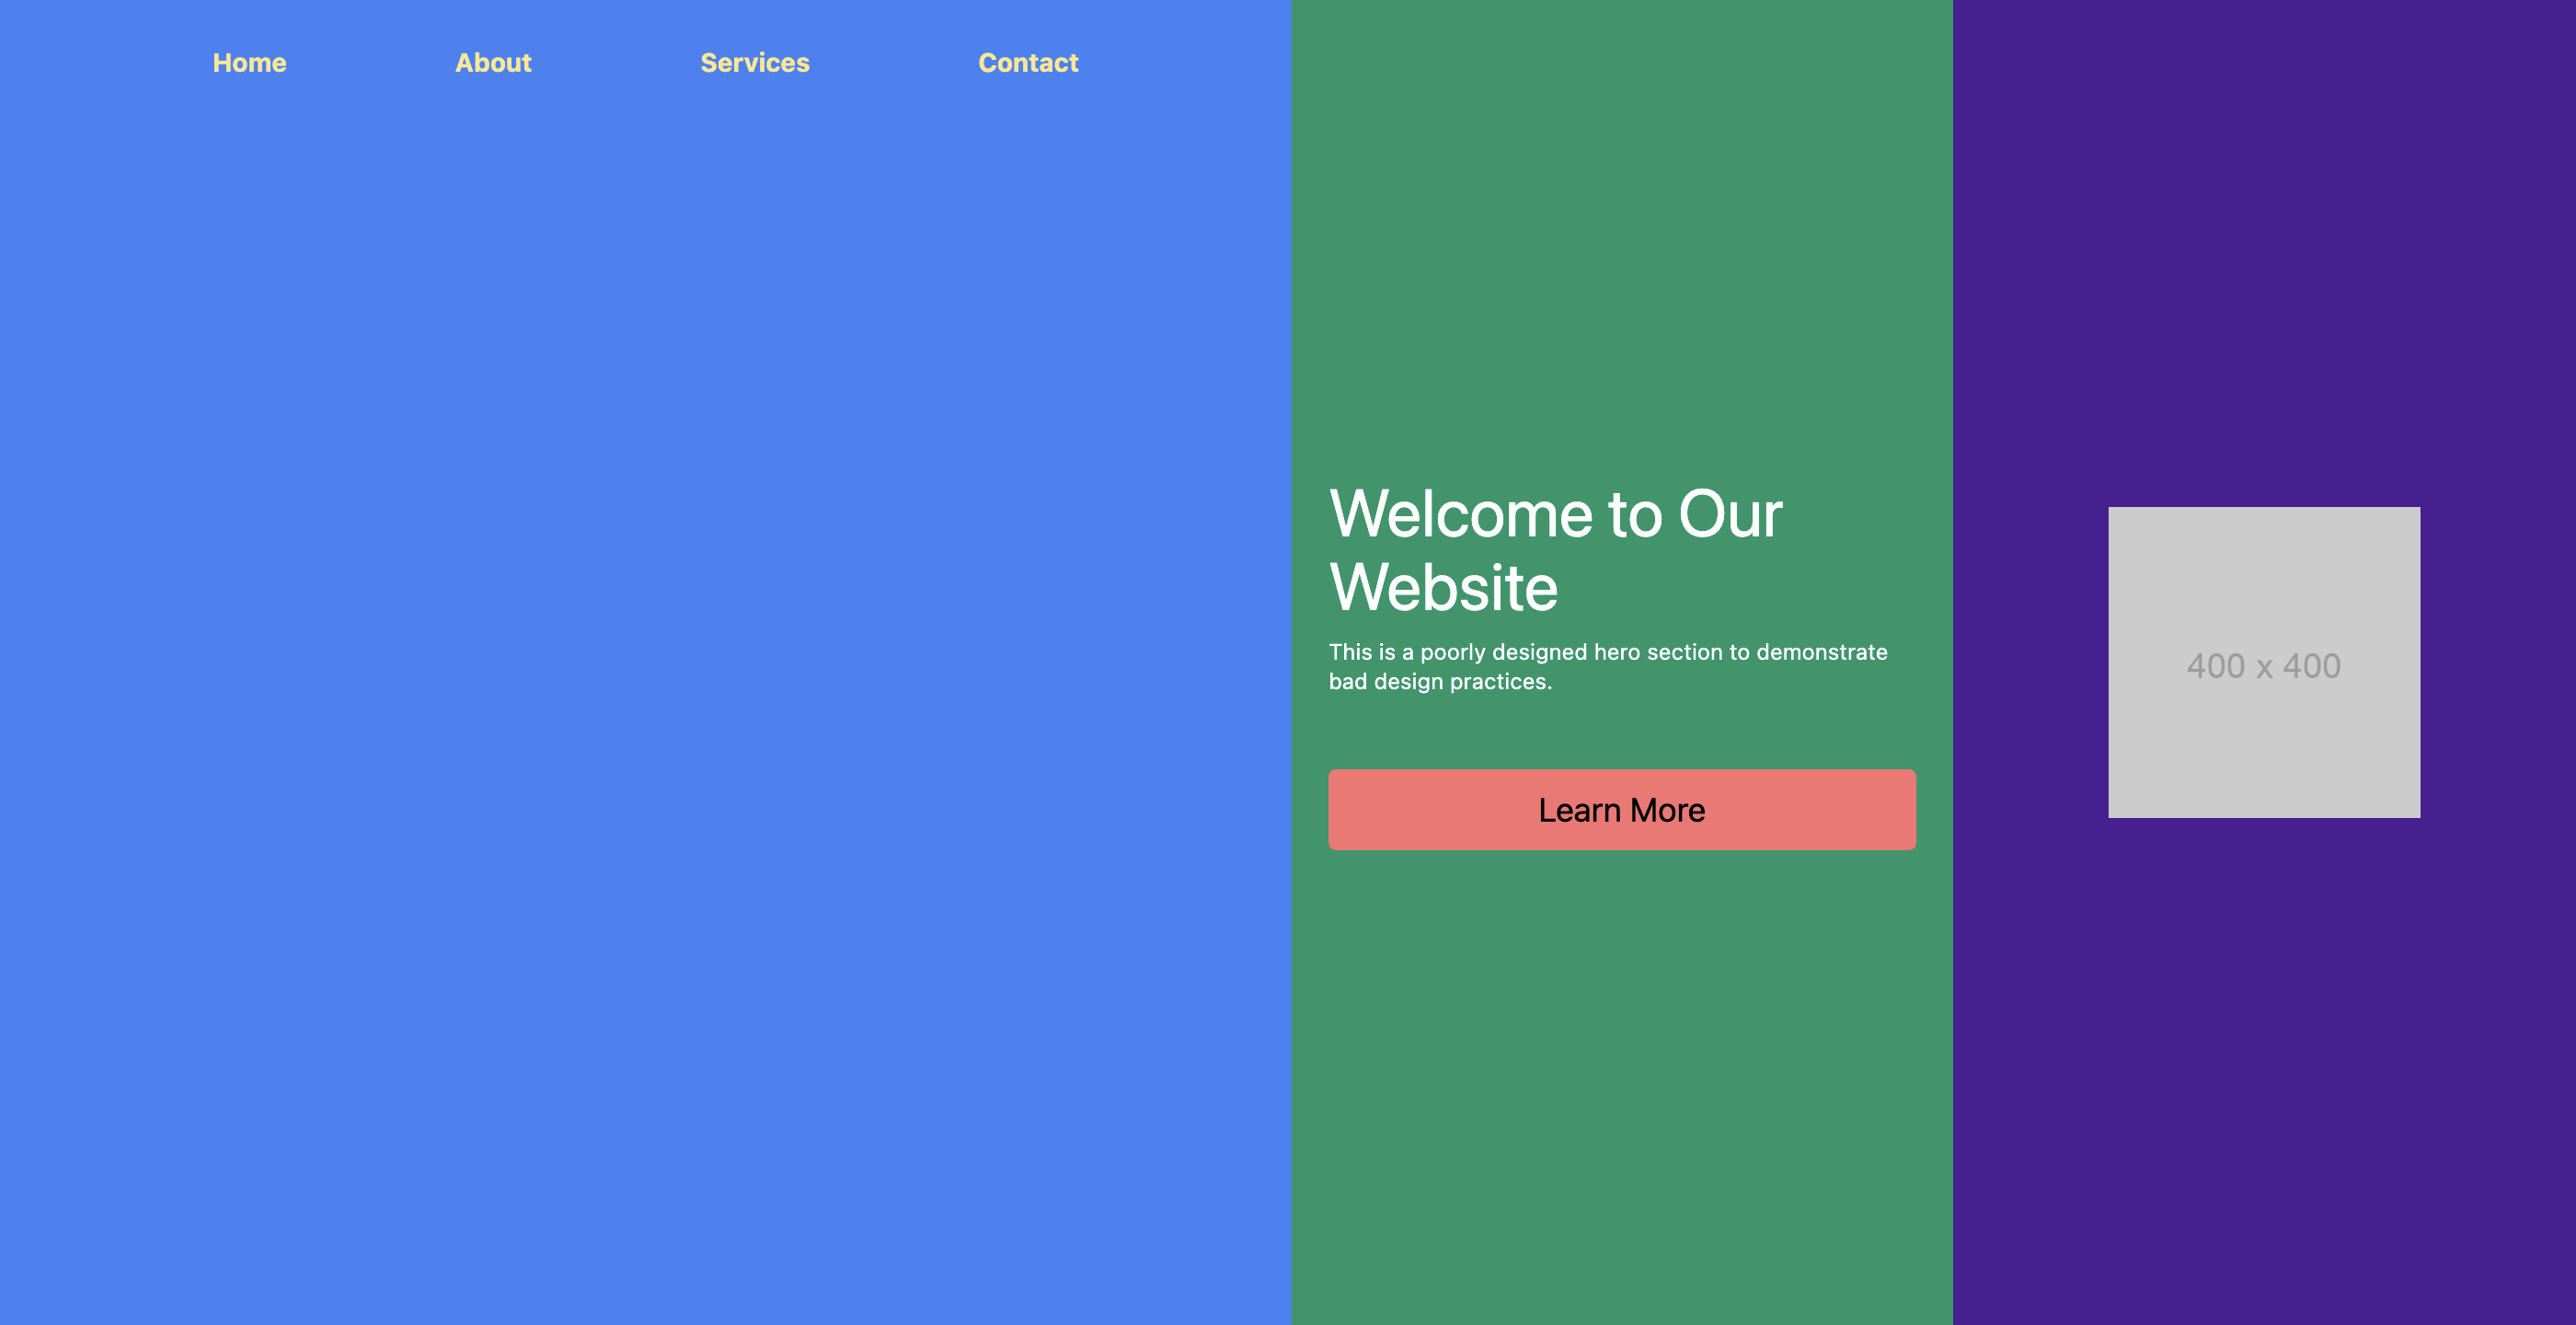 Home About Services Contact
Welcome to Our
Website
This is a poorly designed hero section to demonstrate
bad design practices.
Learn More
400 x 400